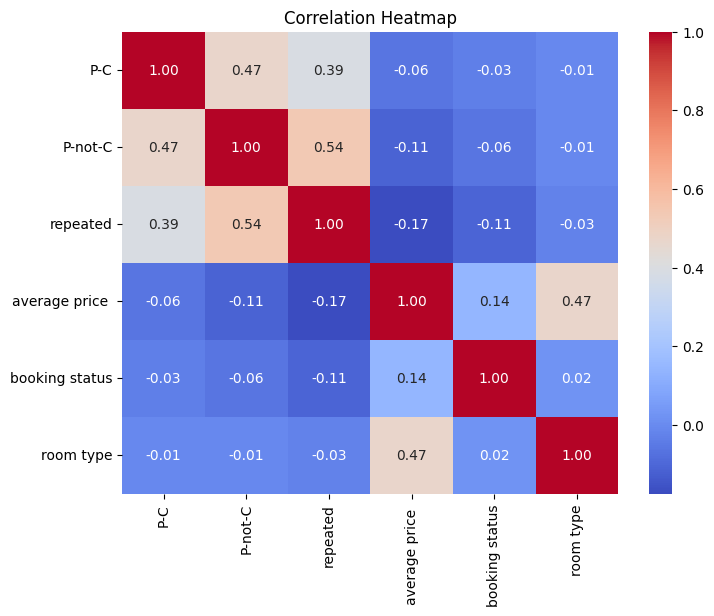 Correlation Heatmap
P-C 1.00 0.47 0.39 -0.06 -0.03 -0.01
P-not-C 0.47 1.00 0.54 -0.11 -0.06 -0.01
repeated 0.39 0.54 1.00 -0.17 -0.11 -0.03
average price -0.06 -0.11 -0.17 1.00 0.14 0.47
booking status -0.03 -0.06 -0.11 0.14 1.00 0.02
room type -0.01 -0.01 -0.03 0.47 0.02 1.00
P-C P-not-C repeated average price booking status room type
1.0
0.8
0.6
0.4
0.2
0.0